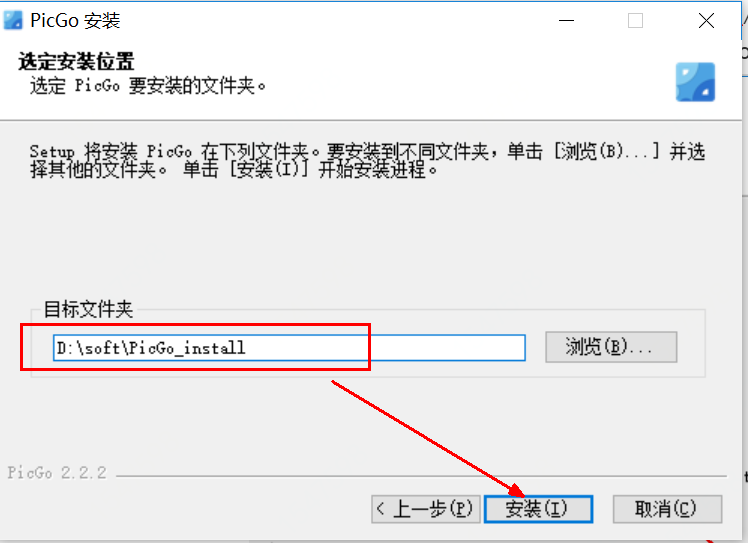 PicGo 安装
选定安装位置
选定 PicGo 要安装的文件夹。
Setup 将安装 PicGo 在下列文件夹。要安装到不同文件夹，单击 [浏览(B)...] 并选
择其他的文件夹。 单击 [安装(I)] 开始安装进程。
目标文件夹
D:\soft\PicGo_install
浏览(B)...
PicGo 2.2.2
< 上一步(P)
安装(I)
取消(C)